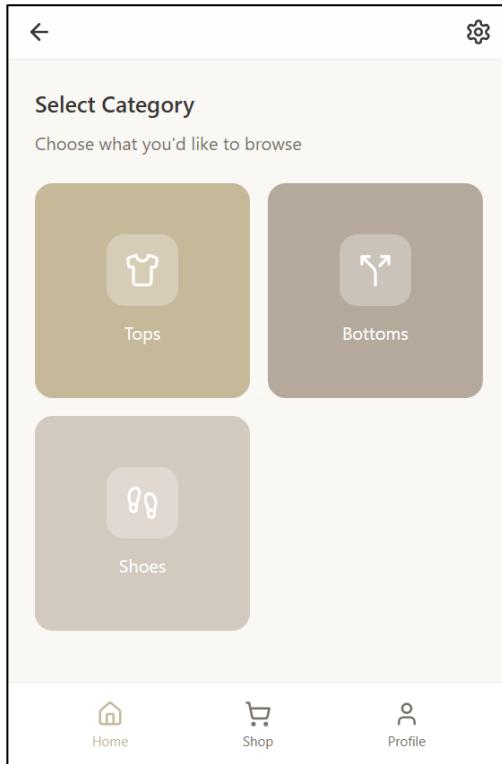 Select Category
Choose what you'd like to browse
Tops
Bottoms
Shoes
Home
Shop
Profile